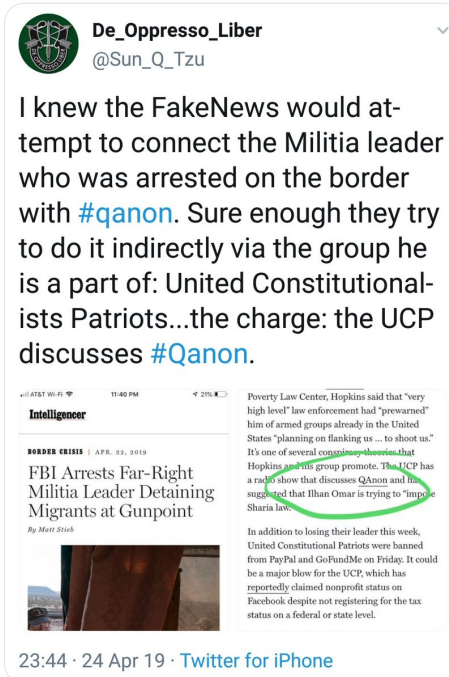 De_Oppresso_Liber
@Sun_Q_Tzu
I knew the FakeNews would at-
tempt to connect the Militia leader
who was arrested on the border
with #qanon. Sure enough they try
to do it indirectly via the group he
is a part of: United Constitutional-
ists Patriots...the charge: the UCP
discusses #Qanon.
AT&T Wi-Fi 11:40 PM 21%
Intelligencer
BORDER CRISIS | APR. 22, 2019
FBI Arrests Far-Right
Militia Leader Detaining
Migrants at Gunpoint
By Matt Stieb
Poverty Law Center, Hopkins said that “very
high level” law enforcement had “prewarned”
him of armed groups already in the United
States “planning on flanking us ... to shoot us.”
It’s one of several conspiracy theories that
Hopkins and his group promote. The UCP has
a radio show that discusses QAnon and has
suggested that Ilhan Omar is trying to “impose
Sharia law.
In addition to losing their leader this week,
United Constitutional Patriots were banned
from PayPal and GoFundMe on Friday. It could
be a major blow for the UCP, which has
reportedly claimed nonprofit status on
Facebook despite not registering for the tax
status on a federal or state level.
23:44 · 24 Apr 19 · Twitter for iPhone